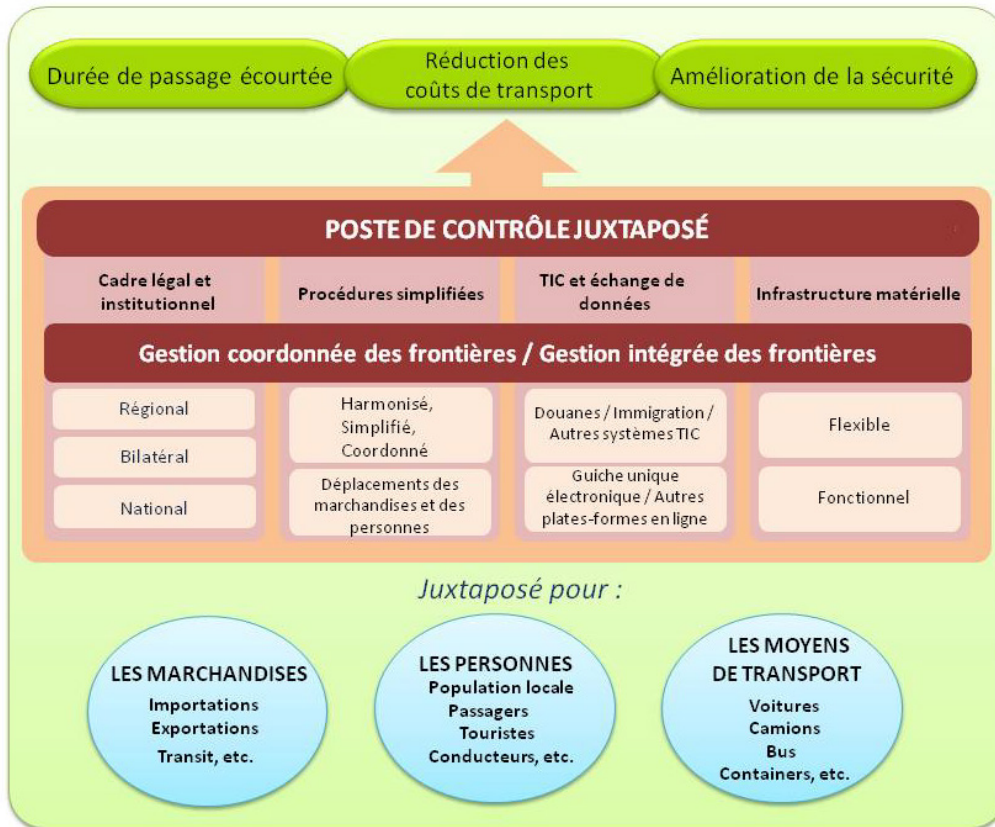 Durée de passage écourtée
Réduction des
coûts de transport
Amélioration de la sécurité
POSTE DE CONTRÔLE JUXTAPOSÉ
Cadre légal et
institutionnel
Procédures simplifiées
TIC et échange de
données
Infrastructure matérielle
Gestion coordonnée des frontières / Gestion intégrée des frontières
Régional
Bilatéral
National
Harmonisé,
Simplifié,
Coordonné
Déplacements des
marchandises et des
personnes
Douanes / Immigration /
Autres systèmes TIC
Guiche unique
électronique / Autres
plates-formes en ligne
Flexible
Fonctionnel
Juxtaposé pour :
LES MARCHANDISES
Importations
Exportations
Transit, etc.
LES PERSONNES
Population locale
Passagers
Touristes
Conducteurs, etc.
LES MOYENS
DE TRANSPORT
Voitures
Camions
Bus
Containers, etc.